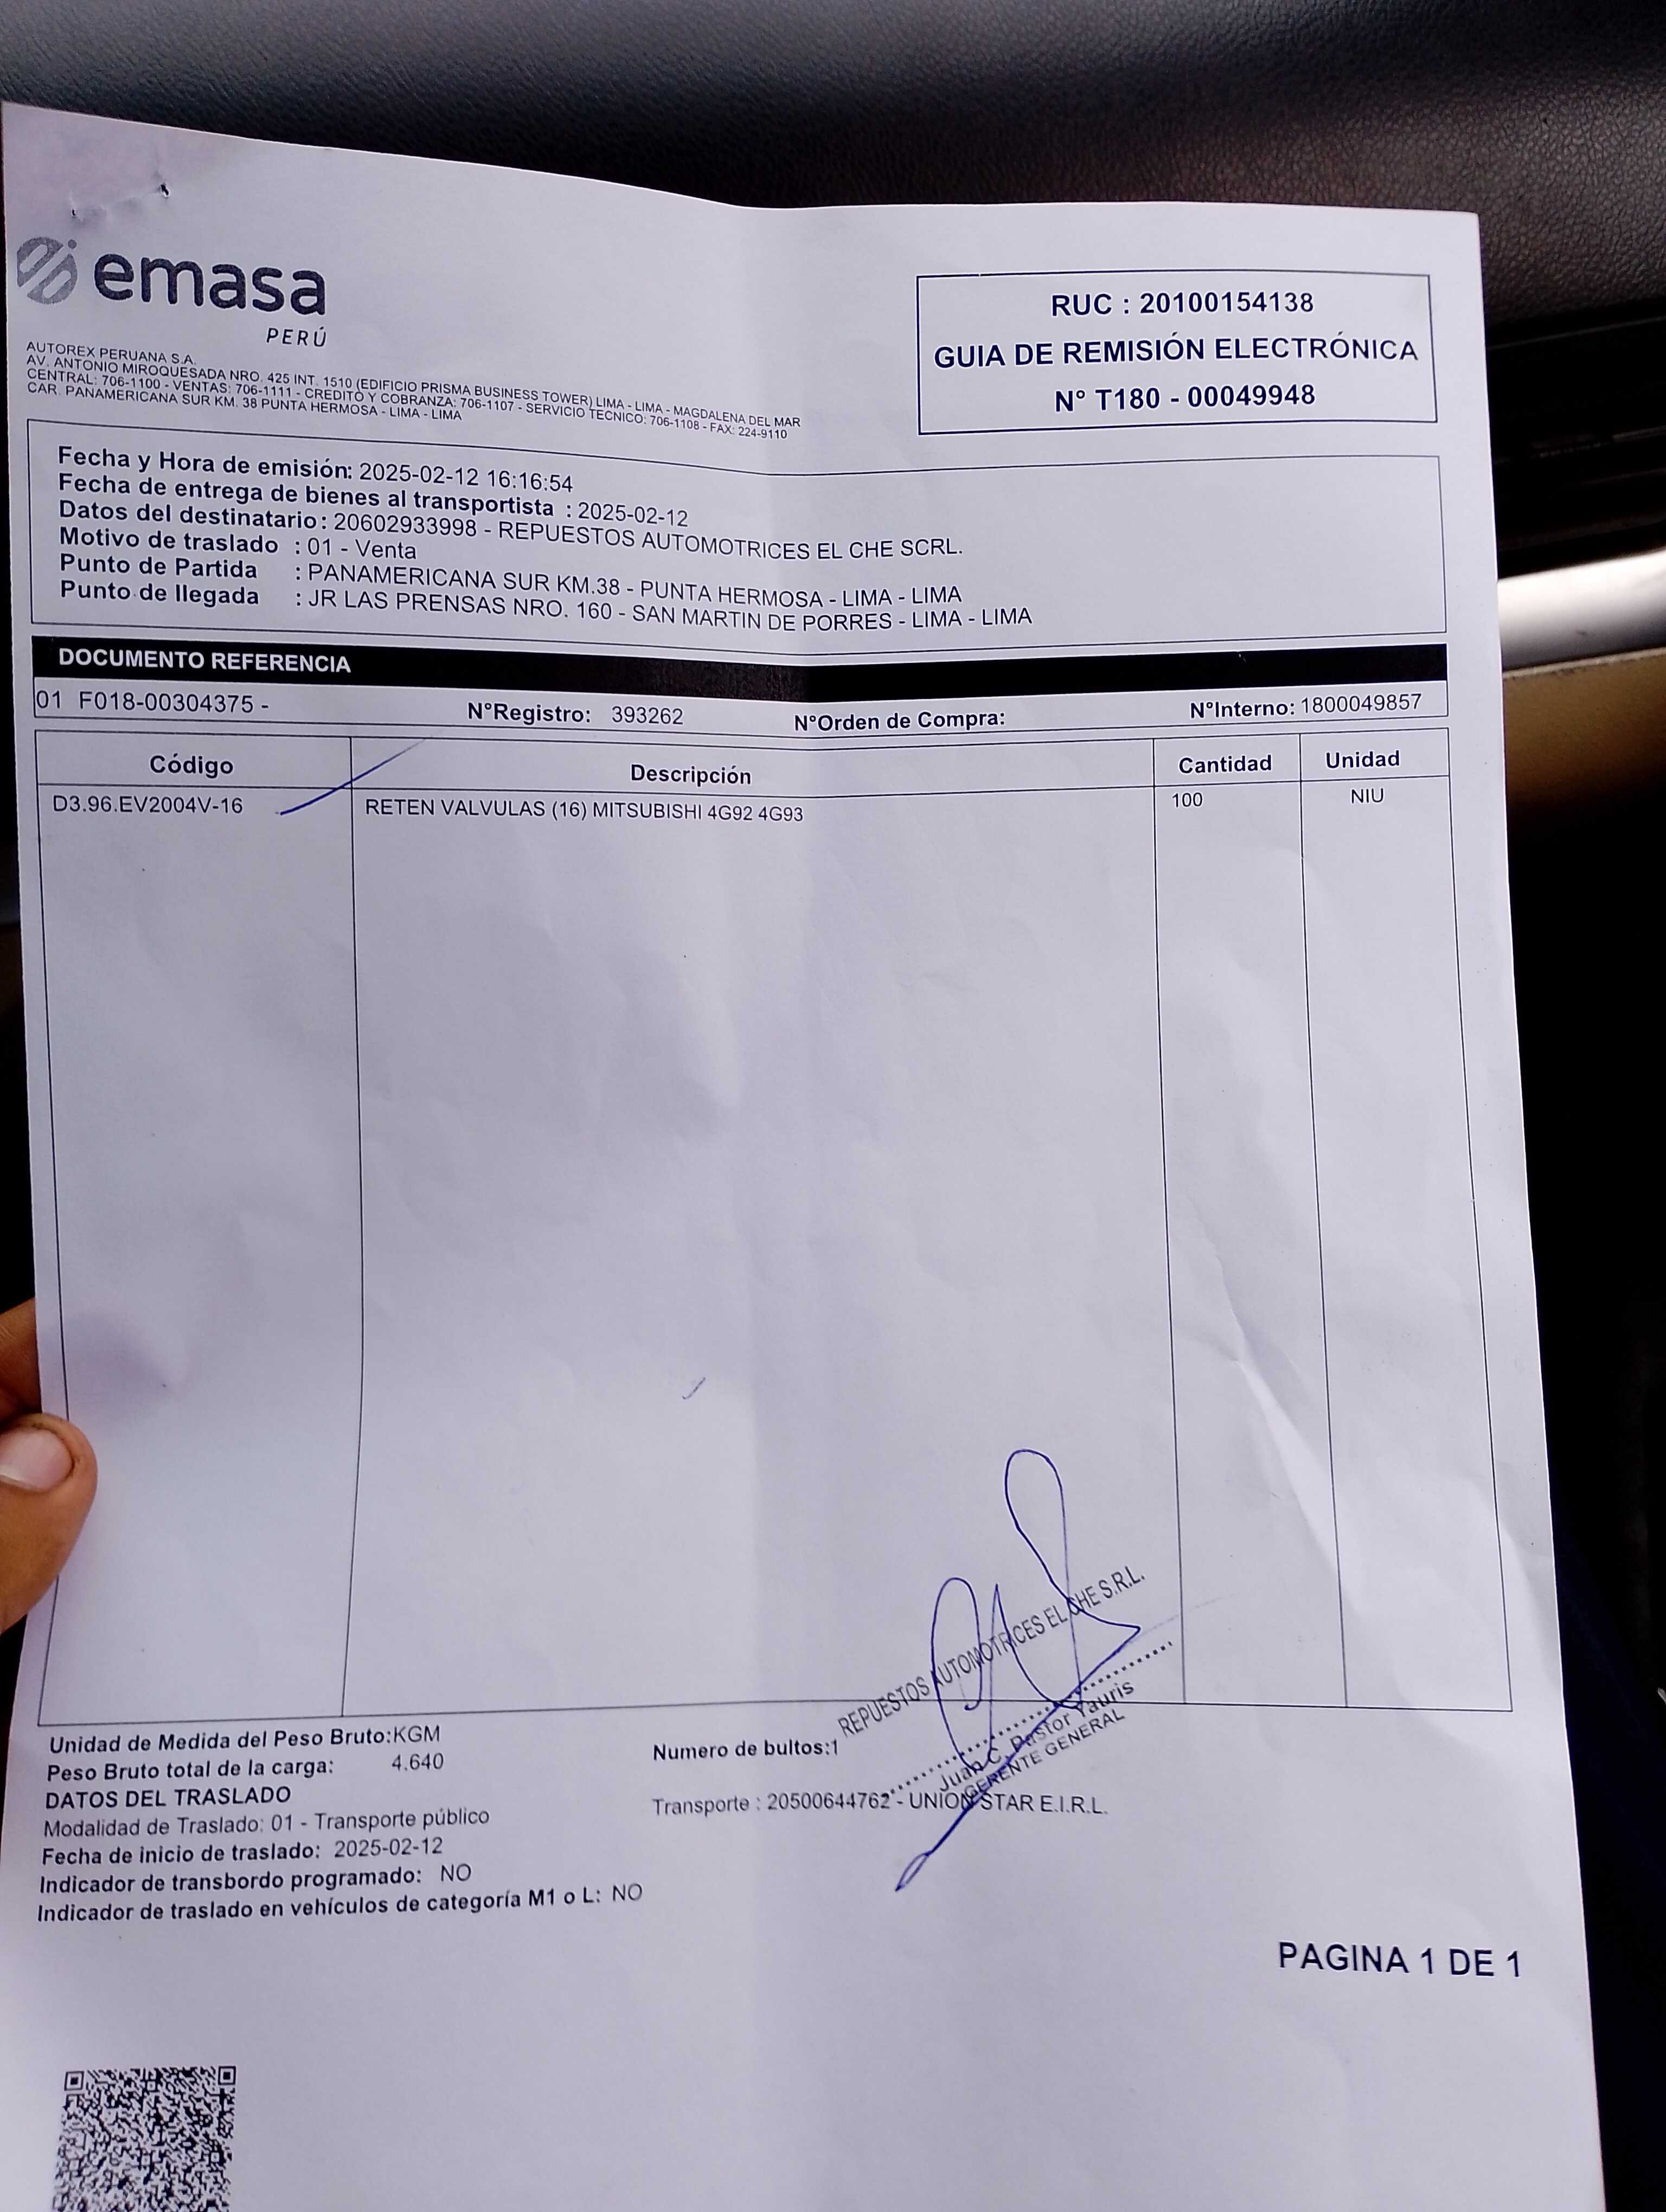 emasa
PERÚ
AUTOREX PERUANA S.A.
AV. ANTONIO MIROQUESADA NRO. 425 INT. 1510 (EDIFICIO PRISMA BUSINESS TOWER) LIMA - LIMA - MAGDALENA DEL MAR
CENTRAL: 706-1100 - VENTAS: 706-1111 - CREDITO Y COBRANZA: 706-1107 - SERVICIO TECNICO: 706-1108 - FAX: 224-9110
CAR. PANAMERICANA SUR KM. 38 PUNTA HERMOSA - LIMA - LIMA
RUC : 20100154138
GUIA DE REMISIÓN ELECTRÓNICA
N° T180 - 00049948
Fecha y Hora de emisión: 2025-02-12 16:16:54
Fecha de entrega de bienes al transportista : 2025-02-12
Datos del destinatario : 20602933998 - REPUESTOS AUTOMOTRICES EL CHE SCRL.
Motivo de traslado : 01 - Venta
Punto de Partida : PANAMERICANA SUR KM.38 - PUNTA HERMOSA - LIMA - LIMA
Punto de llegada : JR LAS PRENSAS NRO. 160 - SAN MARTIN DE PORRES - LIMA - LIMA
DOCUMENTO REFERENCIA
01 F018-00304375 - N°Registro: 393262 N°Orden de Compra: N°Interno: 1800049857
Código Descripción Cantidad Unidad
D3.96.EV2004V-16 RETEN VALVULAS (16) MITSUBISHI 4G92 4G93 100 NIU
REPUESTOS AUTOMOTRICES EL CHE S.R.L.
Juan C. Pastor Yauris
GERENTE GENERAL
Unidad de Medida del Peso Bruto:KGM
Peso Bruto total de la carga: 4.640
Numero de bultos:1
DATOS DEL TRASLADO
Modalidad de Traslado: 01 - Transporte público
Transporte : 20500644762 - UNION STAR E.I.R.L.
Fecha de inicio de traslado: 2025-02-12
Indicador de transbordo programado: NO
Indicador de traslado en vehículos de categoría M1 o L: NO
PAGINA 1 DE 1